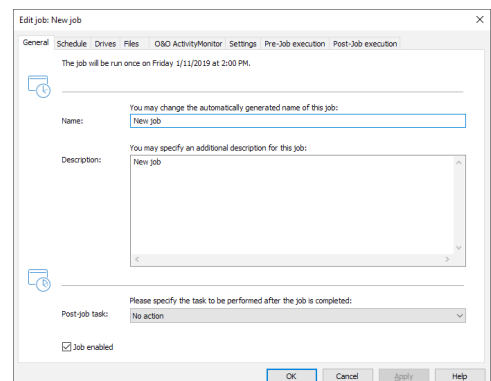 Edit job: New job
General Schedule Drives Files O&O ActivityMonitor Settings Pre-Job execution Post-Job execution
The job will be run once on Friday 1/11/2019 at 2:00 PM.
You may change the automatically generated name of this job:
Name: New job
You may specify an additional description for this job:
Description: New job
Please specify the task to be performed after the job is completed:
Post-job task: No action
Job enabled
OK Cancel Apply Help